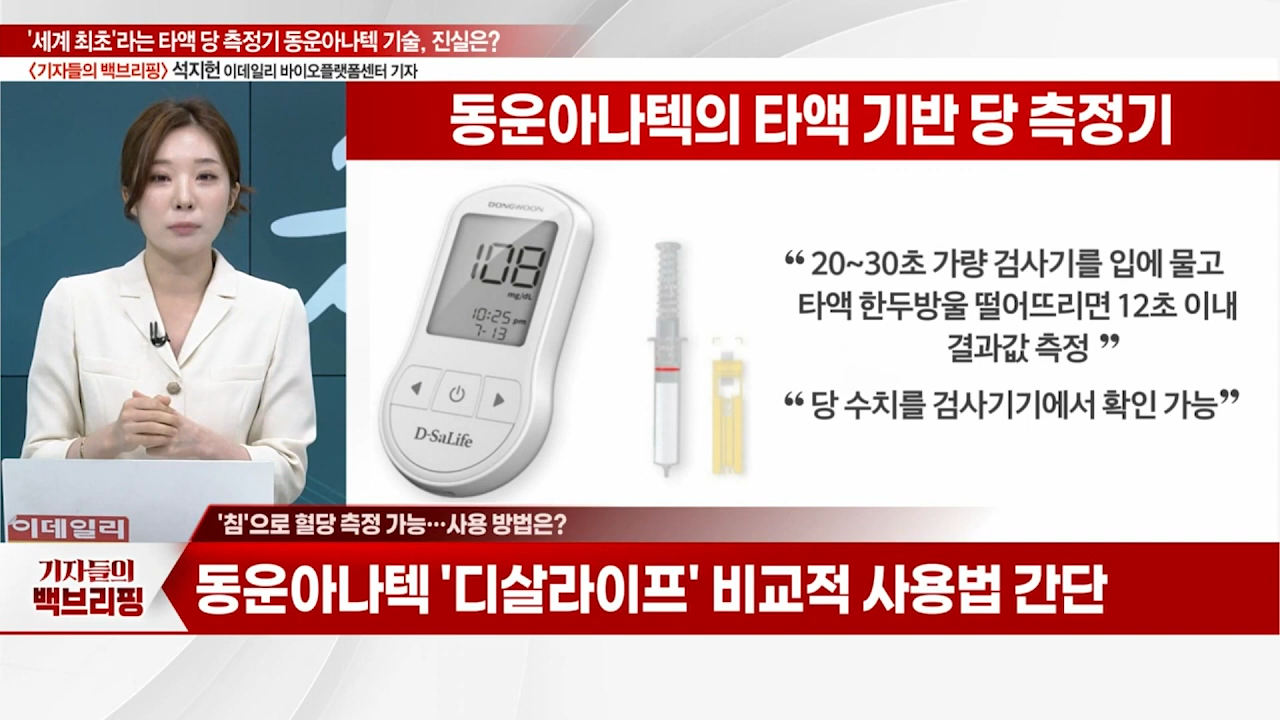 '세계 최초'라는 타액 당 측정기 동운아나텍 기술, 진실은?
<기자들의 백브리핑> 석지헌 이데일리 바이오플랫폼센터 기자
동운아나텍의 타액 기반 당 측정기
DONGWOON
108
mg/dL
10:25 pm
7-13
D-SaLife
“ 20~30초 가량 검사기를 입에 물고
타액 한두방울 떨어뜨리면 12초 이내
결과값 측정 ”
“ 당 수치를 검사기기에서 확인 가능”
이데일리
'침'으로 혈당 측정 가능…사용 방법은?
기자들의
백브리핑
동운아나텍 '디살라이프' 비교적 사용법 간단